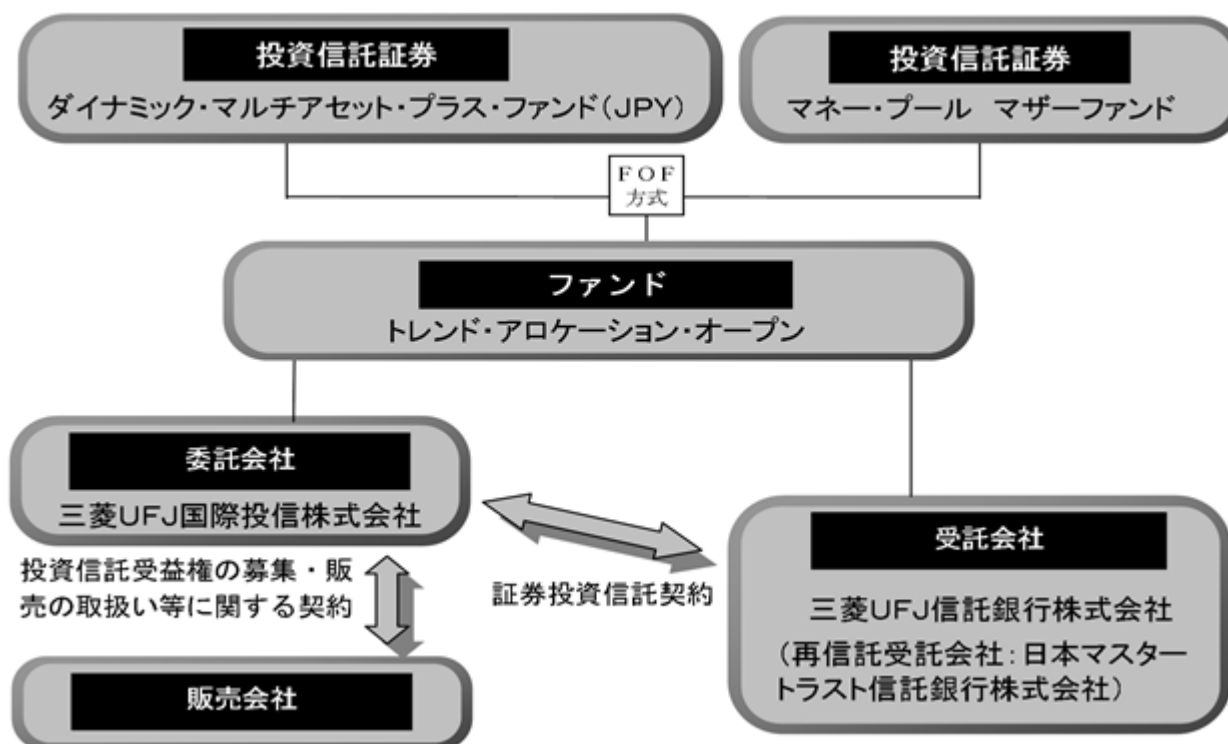 投資信託証券
ダイナミック・マルチアセット・プラス・ファンド(JPY)
投資信託証券
マネー・プール　マザーファンド
ＦＯＦ
方式
ファンド
トレンド・アロケーション・オープン
委託会社
三菱ＵＦＪ国際投信株式会社
投資信託受益権の募集・販
売の取扱い等に関する契約
証券投資信託契約
受託会社
三菱ＵＦＪ信託銀行株式会社
（再信託受託会社：日本マスター
トラスト信託銀行株式会社）
販売会社